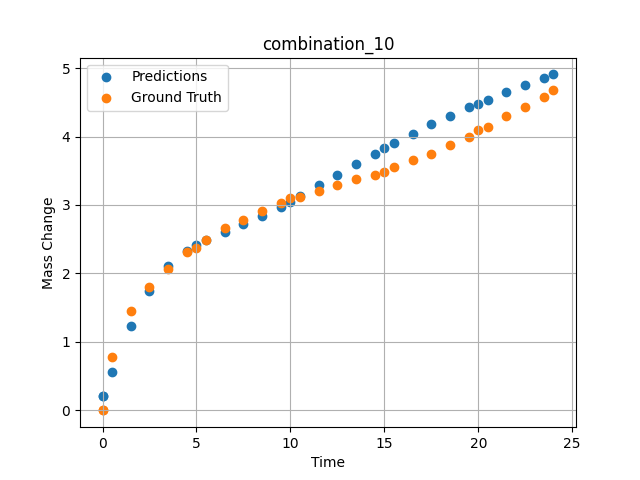 combination_10
Predictions
Ground Truth
5
4
3
2
1
0
Mass Change
0 5 10 15 20 25
Time